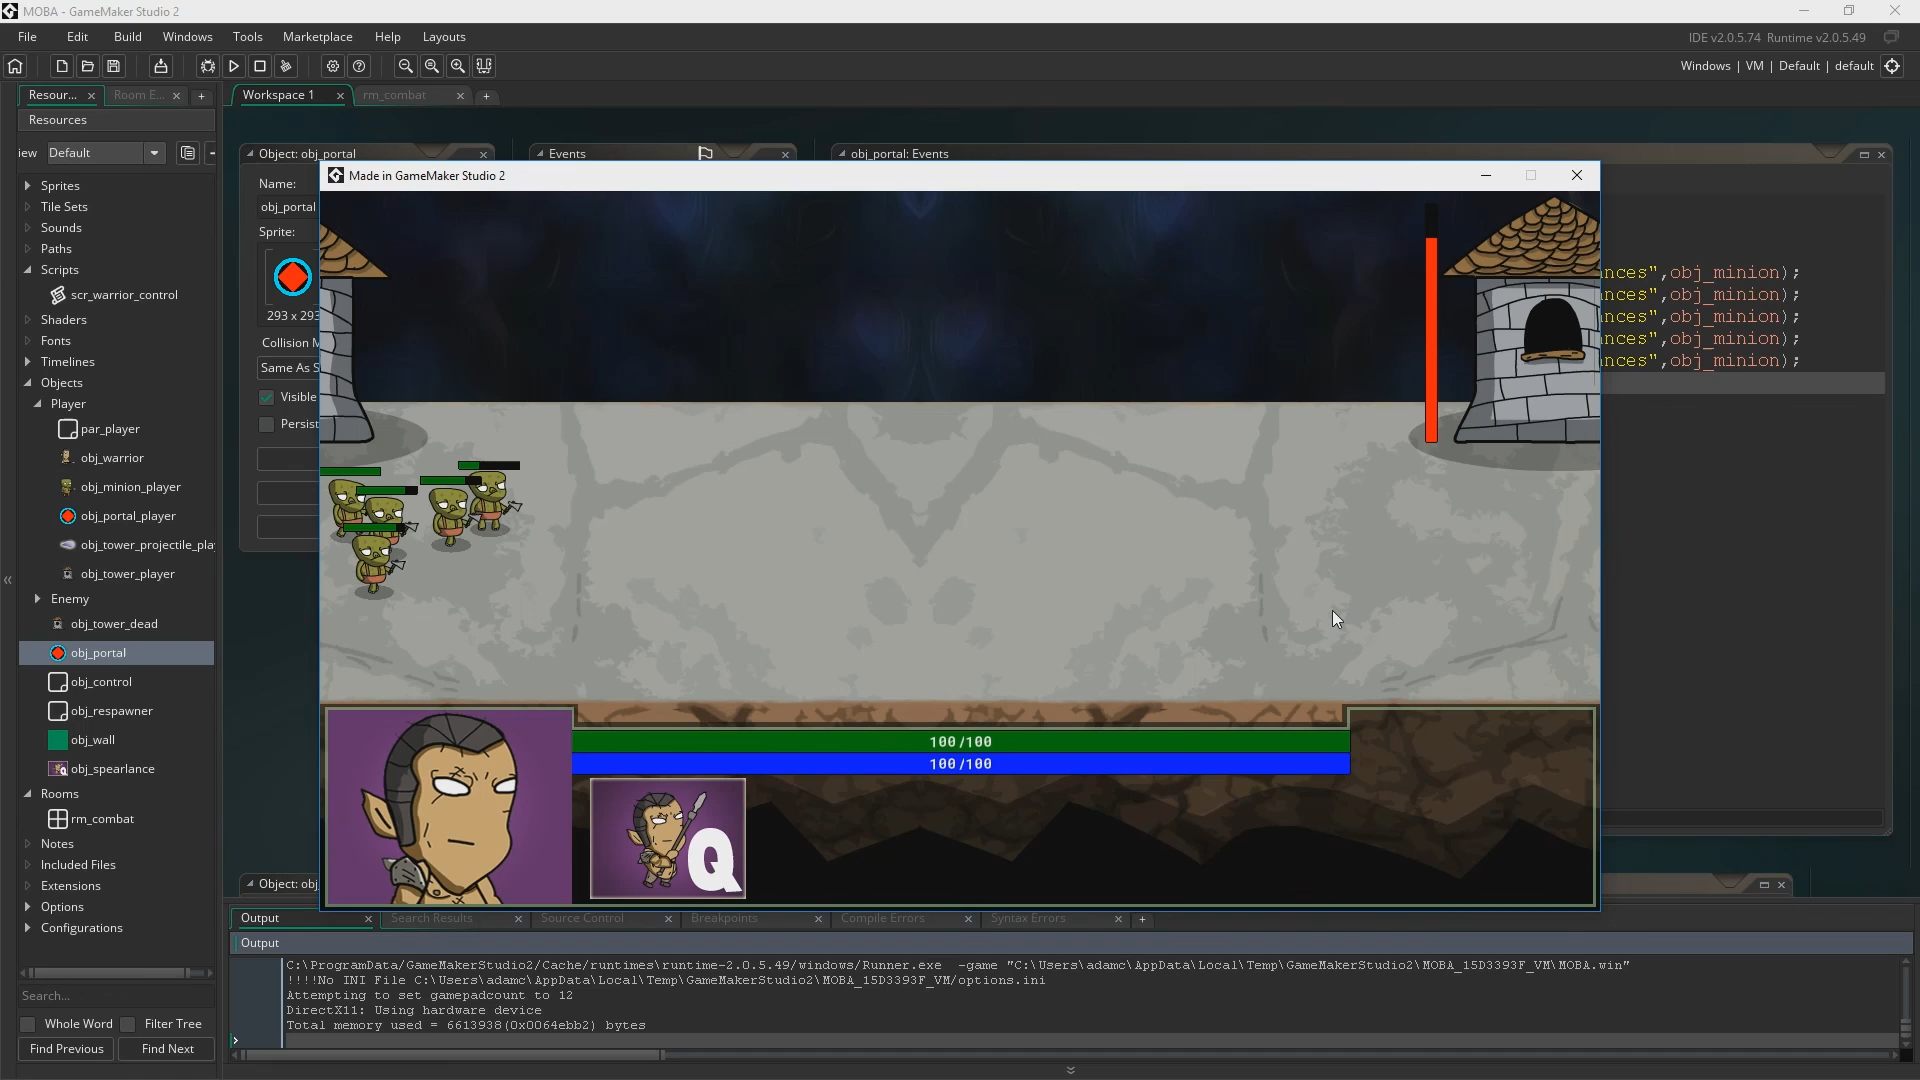 MOBA - GameMaker Studio 2
File Edit Build Windows Tools Marketplace Help Layouts
IDE v2.0.5.74 Runtime v2.0.5.49
Windows | VM | Default | default
Resour... Room E...
Workspace 1 rm_combat
Resources
iew Default
Object: obj_portal
Events
obj_portal: Events
Made in GameMaker Studio 2
Name:
obj_portal
Sprite:
293 x 293
Collision M
Same As S
Visible
Persist
Sprites
Tile Sets
Sounds
Paths
Scripts
scr_warrior_control
Shaders
Fonts
Timelines
Objects
Player
par_player
obj_warrior
obj_minion_player
obj_portal_player
obj_tower_projectile_pla
obj_tower_player
Enemy
obj_tower_dead
obj_portal
obj_control
obj_respawner
obj_wall
obj_spearlance
Rooms
rm_combat
Notes
Included Files
Extensions
Options
Configurations
Search...
Whole Word Filter Tree
Find Previous Find Next
nces",obj_minion);
nces",obj_minion);
nces",obj_minion);
nces",obj_minion);
nces",obj_minion);
100/100
100/100
Q
Object: obj
Output Search Results Source Control Breakpoints Compile Errors Syntax Errors
Output
C:\ProgramData/GameMakerStudio2/Cache/runtimes\runtime-2.0.5.49/windows/Runner.exe -game "C:\Users\adamc\AppData\Local\Temp\GameMakerStudio2\MOBA_15D3393F_VM\MOBA.win"
!!!!No INI File C:\Users\adamc\AppData\Local\Temp\GameMakerStudio2\MOBA_15D3393F_VM/options.ini
Attempting to set gamepadcount to 12
DirectX11: Using hardware device
Total memory used = 6613938(0x0064ebb2) bytes